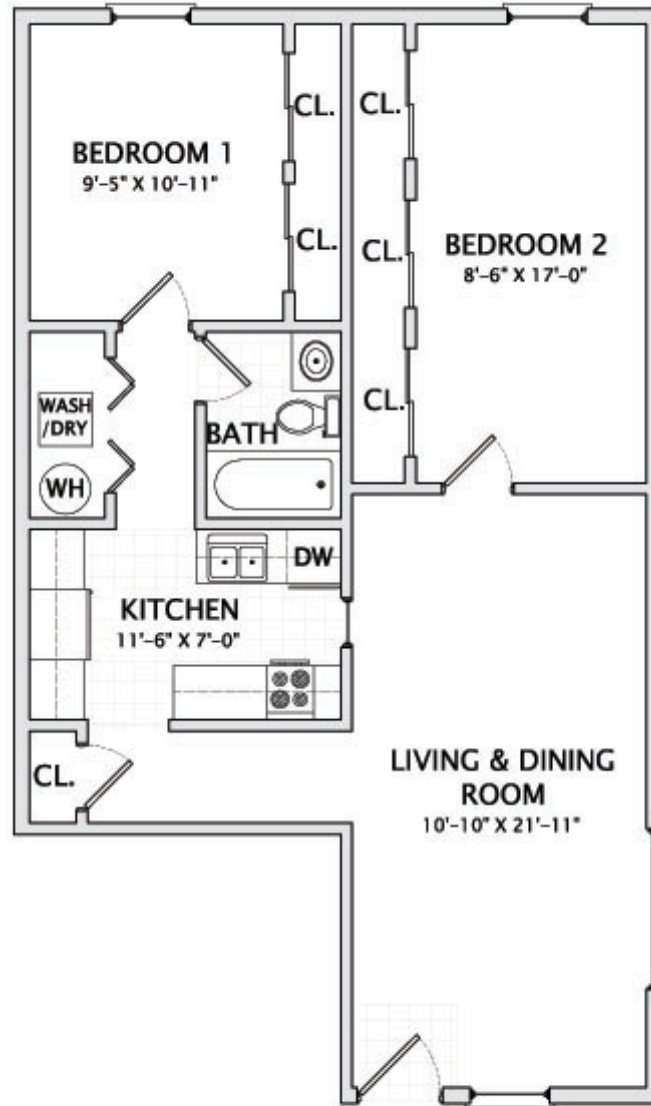 BEDROOM 1
9'-5" X 10'-11"
CL.
CL.
CL.
CL.
CL.
BEDROOM 2
8'-6" X 17'-0"
WASH
/DRY
WH
BATH
DW
KITCHEN
11'-6" X 7'-0"
CL.
LIVING & DINING
ROOM
10'-10" X 21'-11"